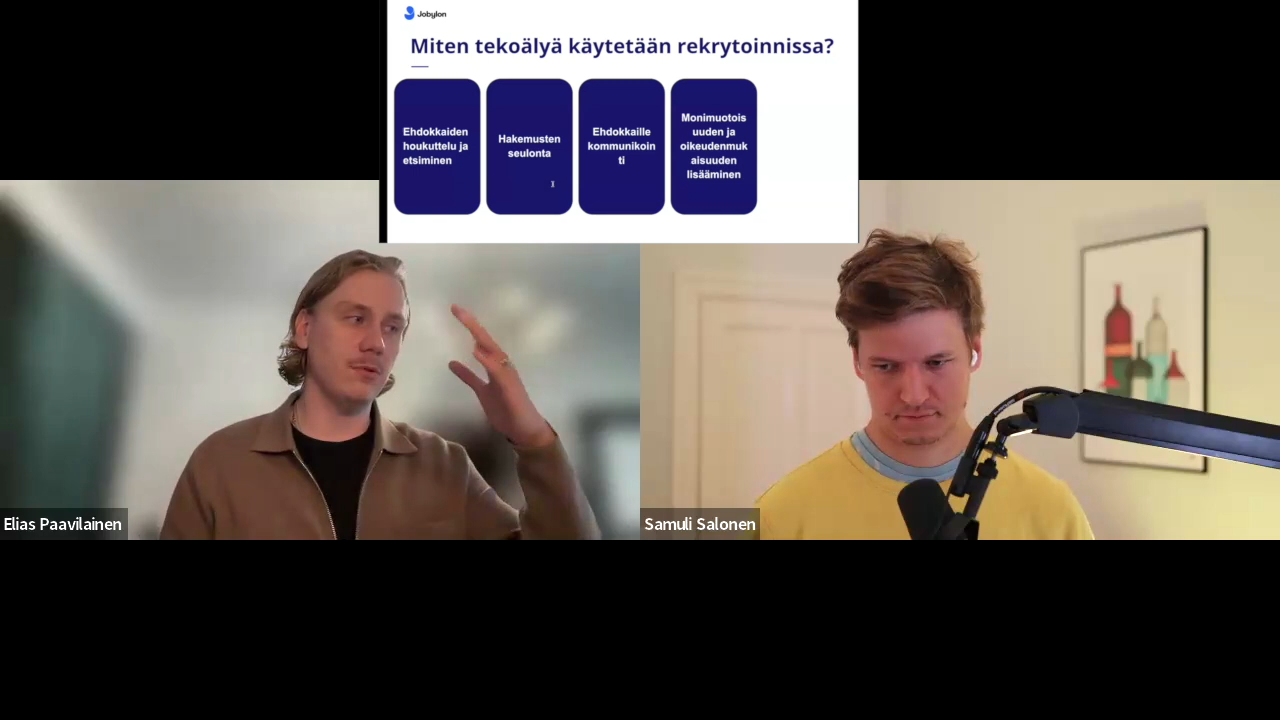 Jobylon
Miten tekoälyä käytetään rekrytoinnissa?
Ehdokkaiden
houkuttelu ja
etsiminen
Hakemusten
seulonta
Ehdokkaille
kommunikoin
ti
Monimuotois
uuden ja
oikeudenmuk
aisuuden
lisääminen
Elias Paavilainen
Samuli Salonen